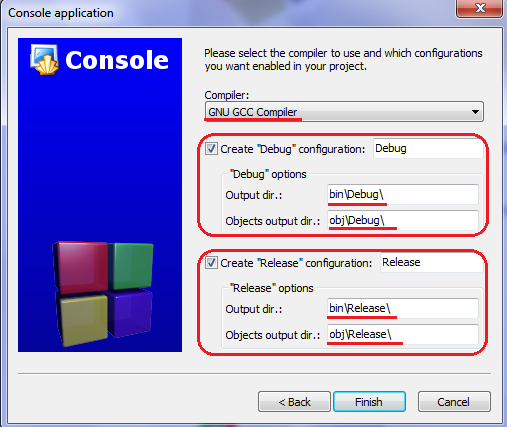 Console application
Console
Please select the compiler to use and which configurations
you want enabled in your project.
Compiler:
GNU GCC Compiler
Create "Debug" configuration: Debug
"Debug" options
Output dir.: bin\Debug\
Objects output dir.: obj\Debug\
Create "Release" configuration: Release
"Release" options
Output dir.: bin\Release\
Objects output dir.: obj\Release\
< Back Finish Cancel